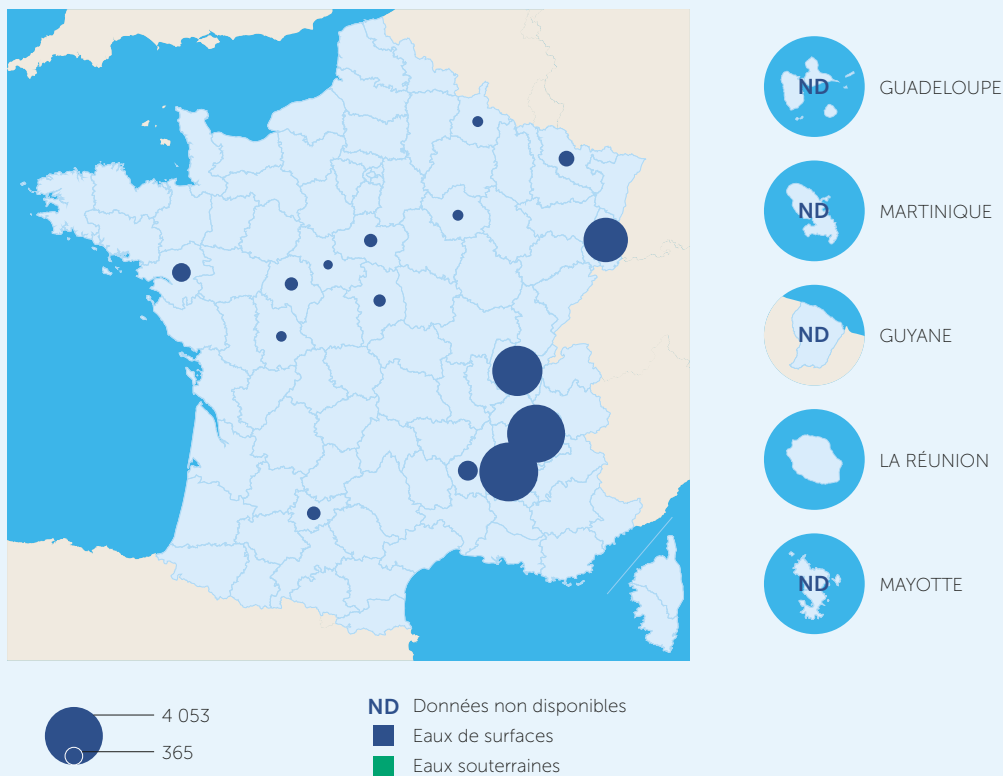 ND GUADELOUPE
ND MARTINIQUE
ND GUYANE
LA RÉUNION
ND MAYOTTE
4 053
365
ND Données non disponibles
Eaux de surfaces
Eaux souterraines